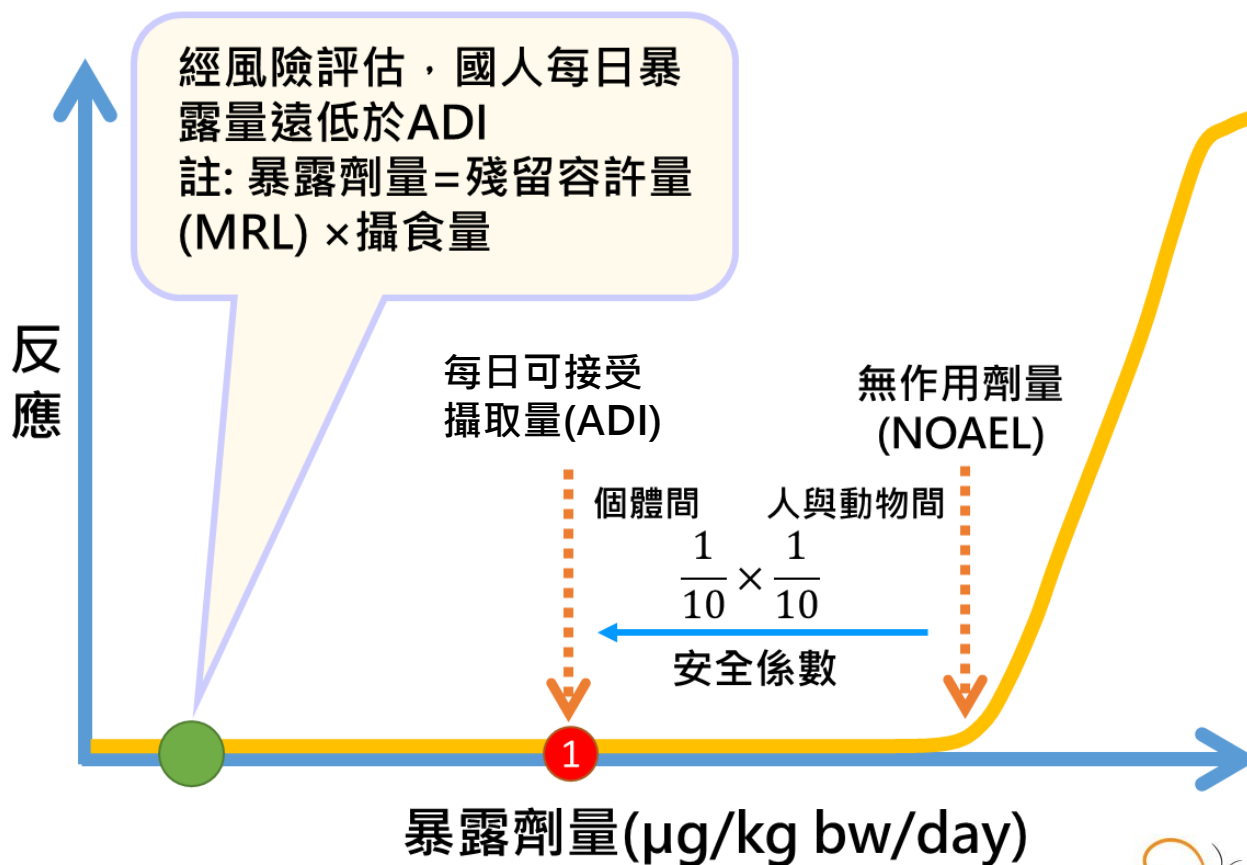 經風險評估，國人每日暴
露量遠低於ADI
註: 暴露劑量=殘留容許量
(MRL) ×攝食量
反
應
每日可接受
攝取量(ADI)
無作用劑量
(NOAEL)
個體間
人與動物間
1/10 × 1/10
安全係數
1
暴露劑量(μg/kg bw/day)